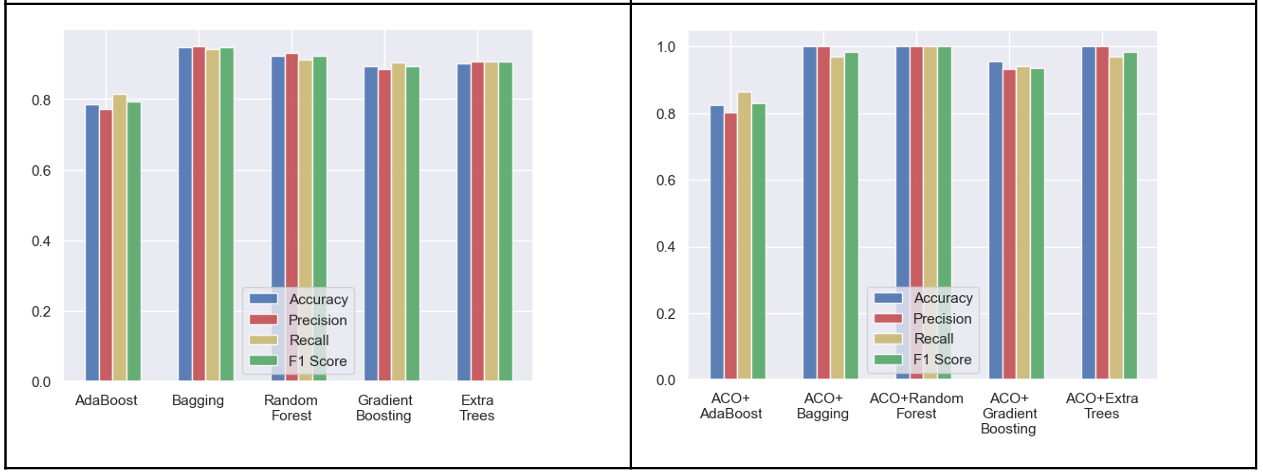 0.8
0.6
0.4
0.2
0.0
Accuracy
Precision
Recall
F1 Score
AdaBoost
Bagging
Random
Forest
Gradient
Boosting
Extra
Trees
1.0
0.8
0.6
0.4
0.2
0.0
Accuracy
Precision
Recall
F1 Score
ACO+
AdaBoost
ACO+
Bagging
ACO+Random
Forest
ACO+
Gradient
Boosting
ACO+Extra
Trees